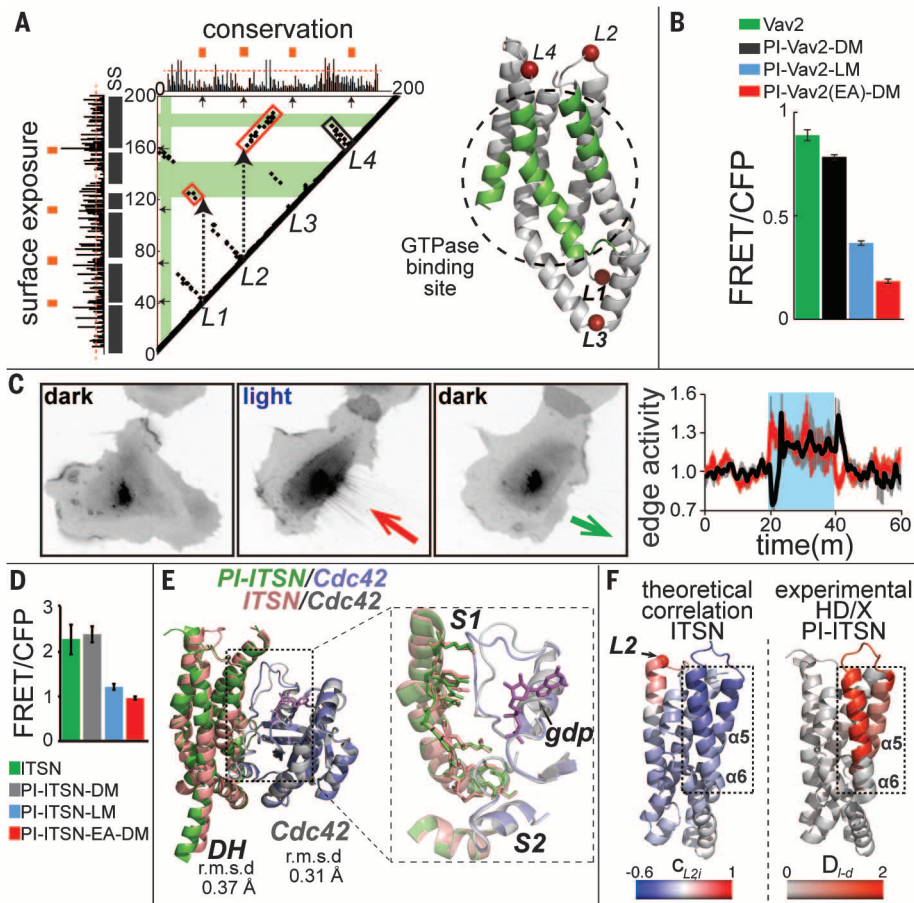 A
conservation
surface exposure
SS
200
160
120
80
40
0
0
200
L1
L2
L3
L4
L4
L2
GTPase
binding
site
L1
L3
B
Vav2
PI-Vav2-DM
PI-Vav2-LM
PI-Vav2(EA)-DM
FRET/CFP
1
0.5
0
C
dark
light
dark
edge activity
1.6
1.3
1.0
0.7
0
20
40
60
time(m)
D
FRET/CFP
3
2
1
0
ITSN
PI-ITSN-DM
PI-ITSN-LM
PI-ITSN-EA-DM
E
PI-ITSN/Cdc42
ITSN/Cdc42
DH
r.m.s.d
0.37 Å
Cdc42
r.m.s.d
0.31 Å
S1
gdp
S2
F
theoretical
correlation
ITSN
L2
α5
α6
-0.6
C L2,i
1
experimental
HD/X
PI-ITSN
α5
α6
0
D l-d
2